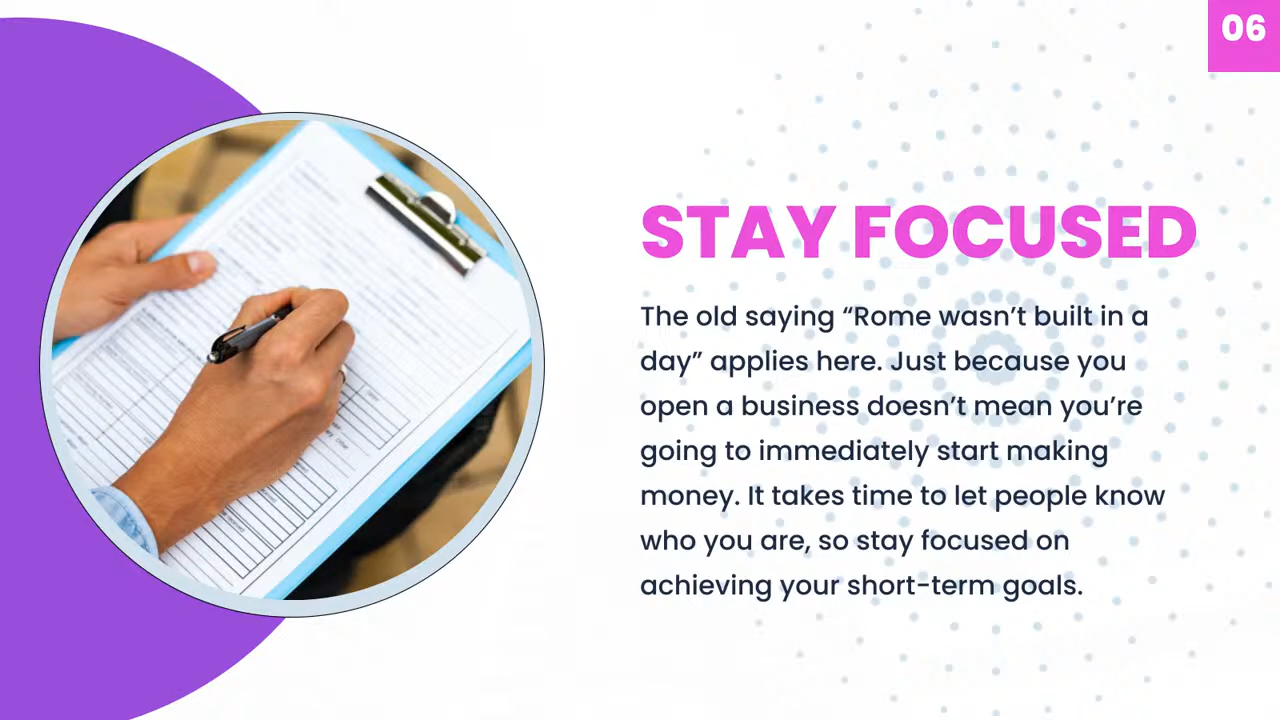 06
STAY FOCUSED
The old saying “Rome wasn’t built in a
day” applies here. Just because you
open a business doesn’t mean you’re
going to immediately start making
money. It takes time to let people know
who you are, so stay focused on
achieving your short-term goals.